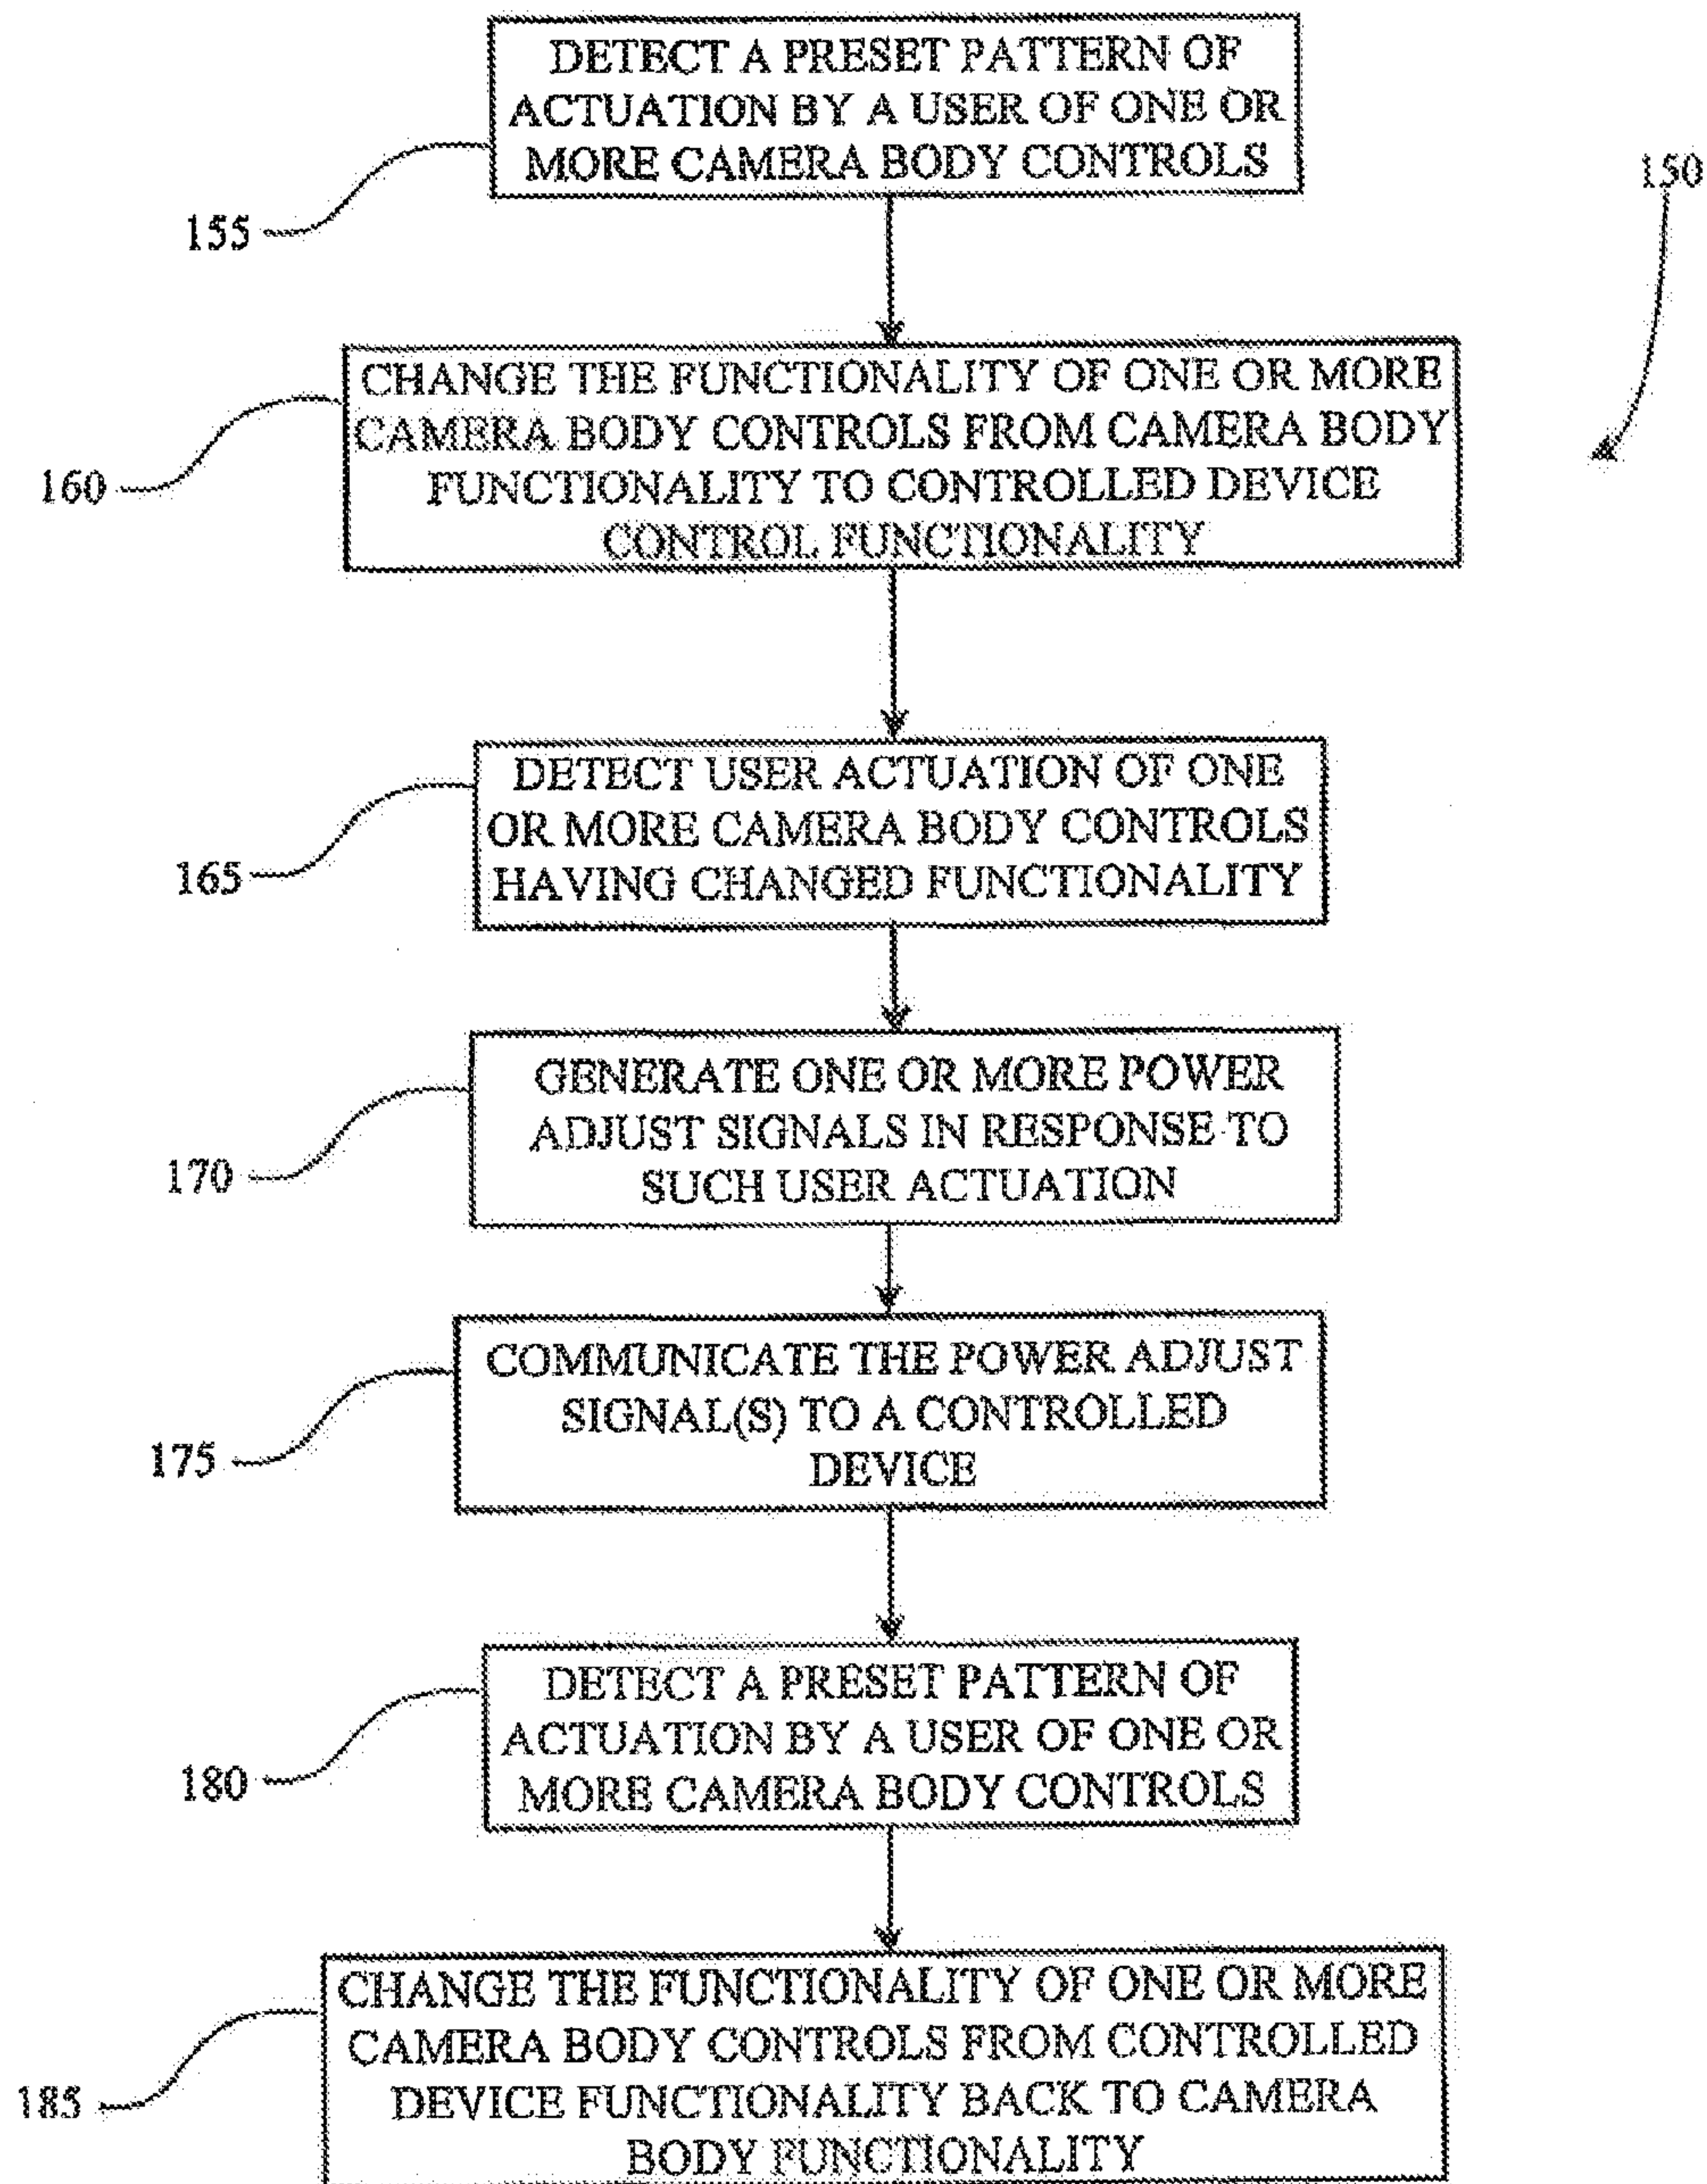 DETECT A PRESET PATTERN OF
ACTUATION BY A USER OF ONE OR
MORE CAMERA BODY CONTROLS
150
155
CHANGE THE FUNCTIONALITY OF ONE OR MORE
CAMERA BODY CONTROLS FROM CAMERA BODY
FUNCTIONALITY TO CONTROLLED DEVICE
CONTROL FUNCTIONALITY
160
DETECT USER ACTUATION OF ONE
OR MORE CAMERA BODY CONTROLS
HAVING CHANGED FUNCTIONALITY
165
GENERATE ONE OR MORE POWER
ADJUST SIGNALS IN RESPONSE TO
SUCH USER ACTUATION
170
COMMUNICATE THE POWER ADJUST
SIGNAL(S) TO A CONTROLLED
DEVICE
175
DETECT A PRESET PATTERN OF
ACTUATION BY A USER OF ONE OR
MORE CAMERA BODY CONTROLS
180
CHANGE THE FUNCTIONALITY OF ONE OR MORE
CAMERA BODY CONTROLS FROM CONTROLLED
DEVICE FUNCTIONALITY BACK TO CAMERA
BODY FUNCTIONALITY
185